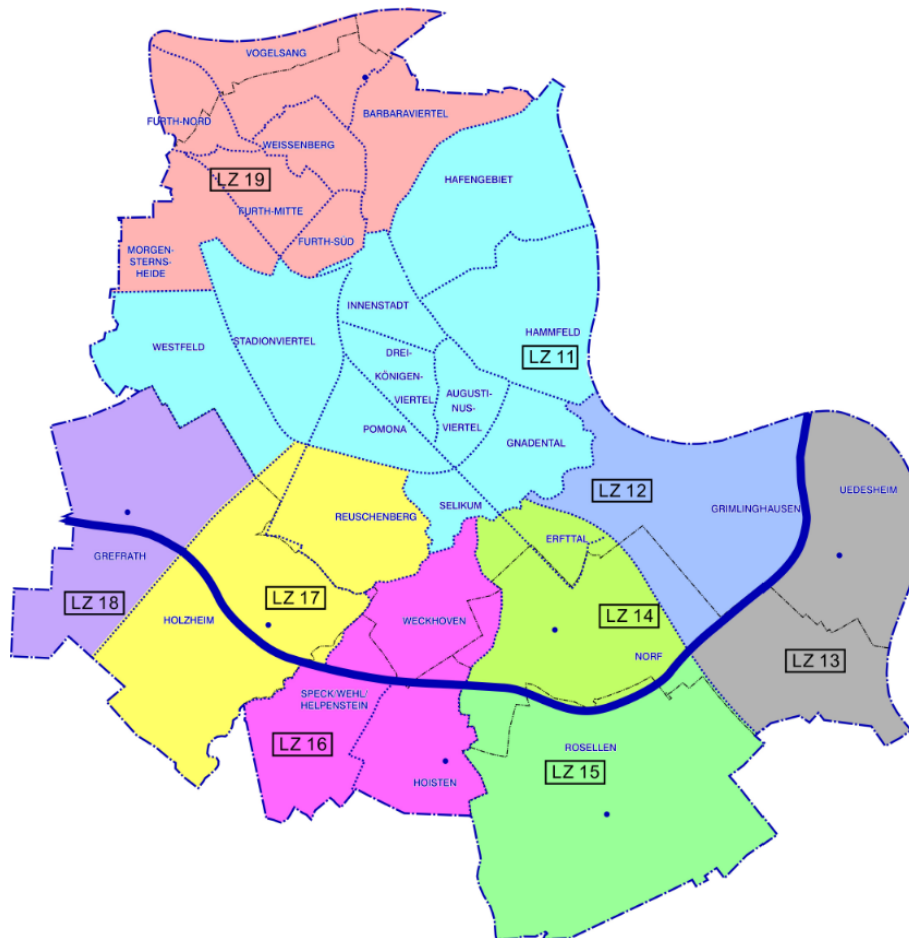 VOGELSANG
BARBARAVIERTEL
FURTH-NORD
WEISSENBERG
LZ 19
HAFENGEBIET
FURTH-MITTE
FURTH-SÜD
MORGEN-
STERNS-
HEIDE
INNENSTADT
HAMMFELD
WESTFELD
STADIONVIERTEL
LZ 11
DREI-
KÖNIGEN-
VIERTEL
AUGUSTI-
NUS-
VIERTEL
POMONA
GNADENTAL
UEDESHEIM
LZ 12
GRIMLINGHAUSEN
SELIKUM
REUSCHENBERG
ERFTTAL
GREFRATH
LZ 18
LZ 17
HOLZHEIM
WECKHOVEN
LZ 14
NORF
LZ 13
SPECK/WEHL/
HELPENSTEIN
LZ 16
HOISTEN
ROSELLEN
LZ 15